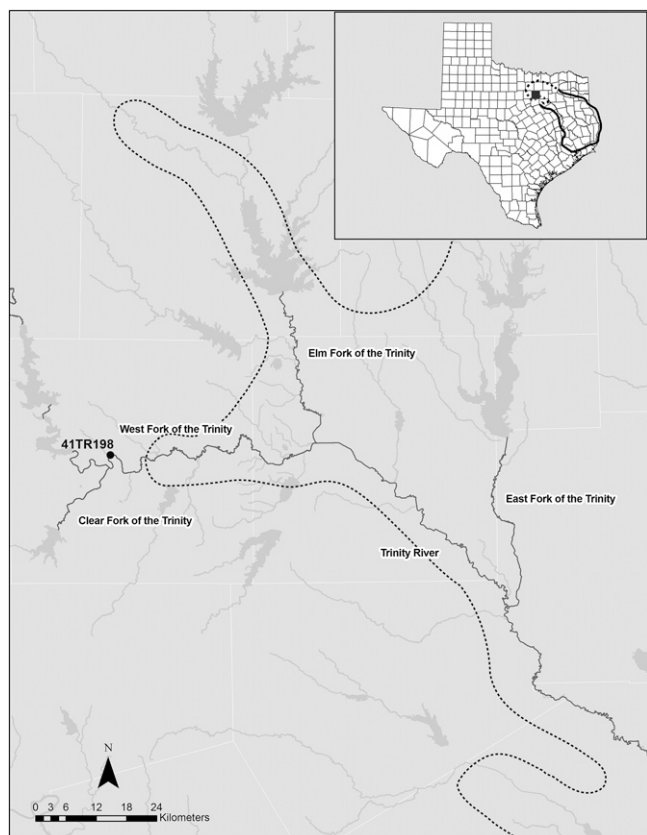 Elm Fork of the Trinity
West Fork of the Trinity
41TR198
East Fork of the Trinity
Clear Fork of the Trinity
Trinity River
N
0 3 6 12 18 24
Kilometers